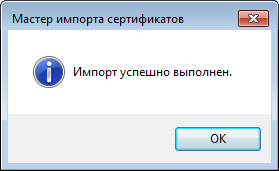 Мастер импорта сертификатов
Импорт успешно выполнен.
OK